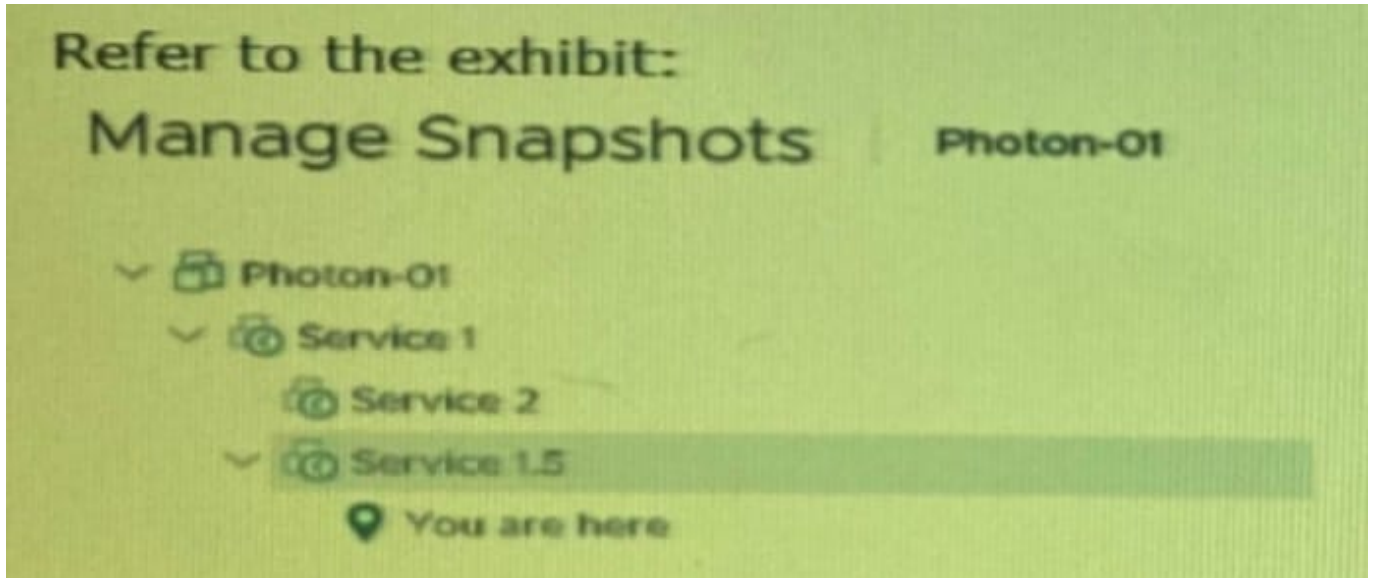 Refer to the exhibit:
Manage Snapshots Photon-01
Photon-01
Service 1
Service 2
Service 1.5
You are here